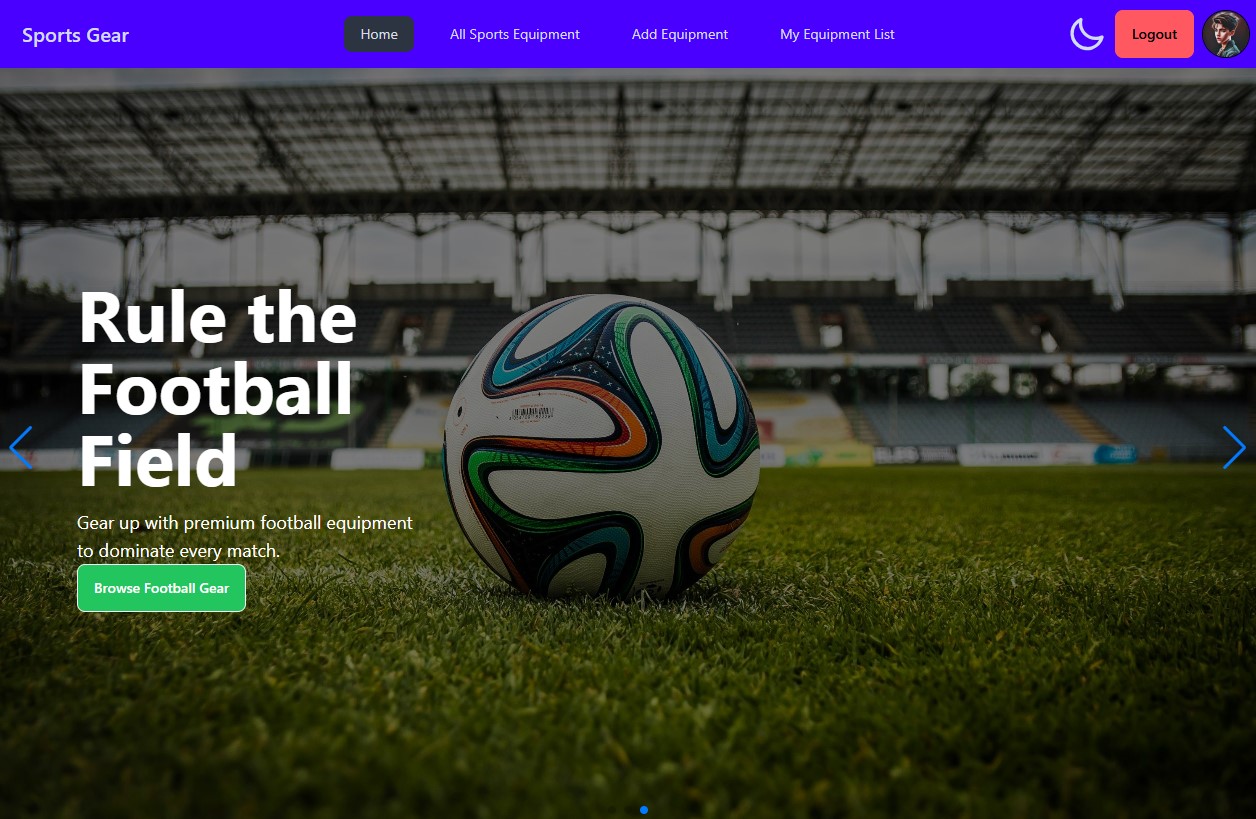 Sports Gear
Home
All Sports Equipment
Add Equipment
My Equipment List
Logout
Rule the
Football
Field
Gear up with premium football equipment
to dominate every match.
Browse Football Gear